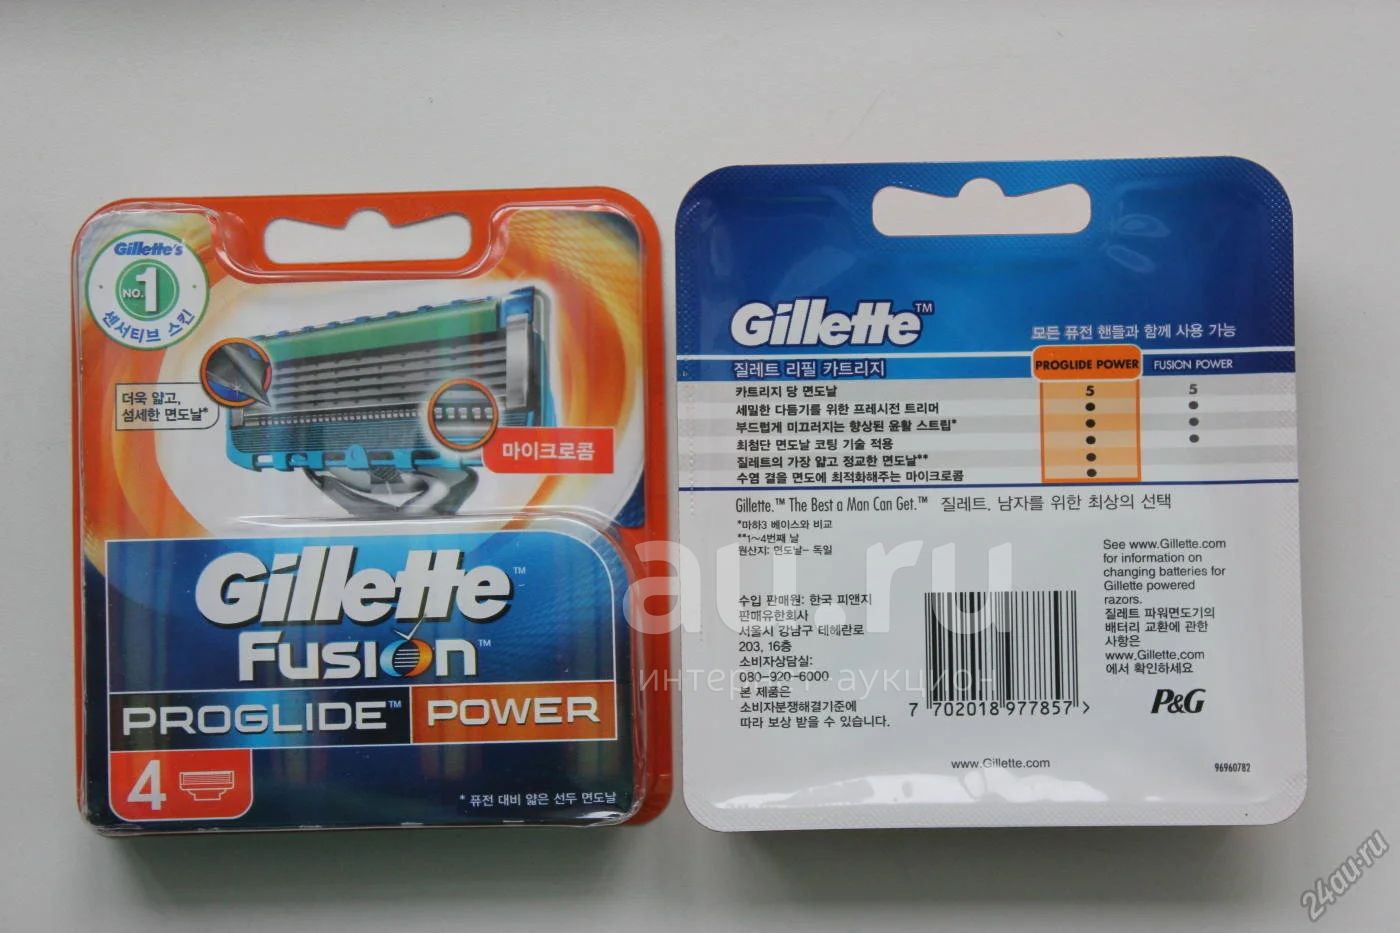 Gillette's
NO.1
센서티브 스킨
더욱 얇고,
섬세한 면도날*
마이크로콤
Gillette™
FUSION™
PROGLIDE™ POWER
4
* 퓨전 대비 얇은 선두 면도날
Gillette™
모든 퓨전 핸들과 함께 사용 가능
질레트 리필 카트리지 PROGLIDE POWER FUSION POWER
카트리지 당 면도날 5 5
세밀한 다듬기를 위한 프레시전 트리머 ● ●
부드럽게 미끄러지는 향상된 윤활 스트립* ● ●
최첨단 면도날 코팅 기술 적용 ● ●
질레트의 가장 얇고 정교한 면도날** ●
수염 결을 면도에 최적화해주는 마이크로콤 ●
Gillette.™ The Best a Man Can Get.™ 질레트. 남자를 위한 최상의 선택
*마하3 베이스와 비교
**1~4번째 날
원산지: 면도날- 독일
수입 판매원: 한국 피앤지
판매유한회사
서울시 강남구 테헤란로
203, 16층
소비자상담실:
080-920-6000
본 제품은
소비자분쟁해결기준에
따라 보상 받을 수 있습니다.
See www.Gillette.com
for information on
changing batteries for
Gillette powered
razors.
질레트 파워면도기의
배터리 교환에 관한
사항은
www.Gillette.com
에서 확인하세요
7 702018 977857 >
P&G
www.Gillette.com
96960782
au.ru
интернет-аукцион
24au.ru